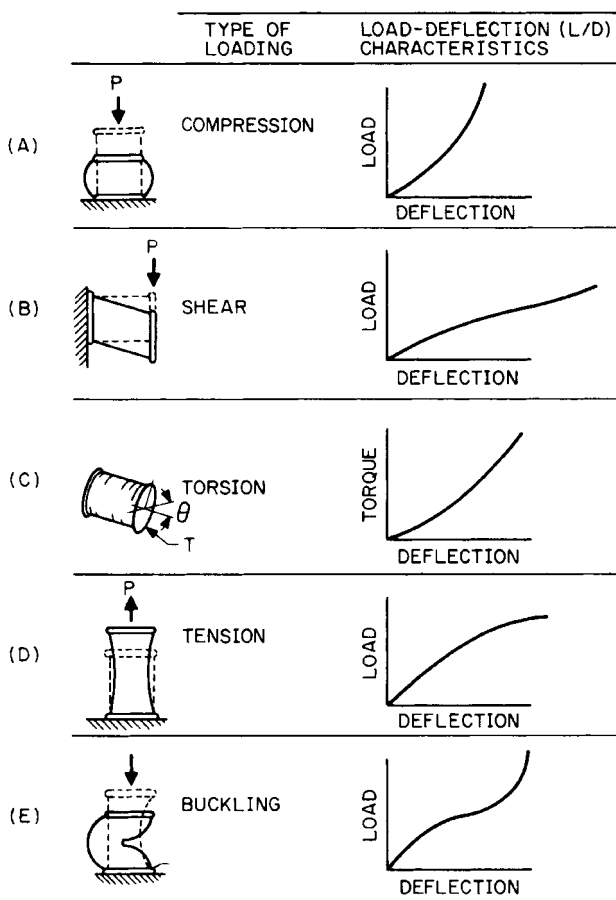 TYPE OF LOADING
LOAD-DEFLECTION (L/D) CHARACTERISTICS
(A)
P
COMPRESSION
LOAD
DEFLECTION
(B)
P
SHEAR
LOAD
DEFLECTION
(C)
TORSION
θ
T
TORQUE
DEFLECTION
(D)
P
TENSION
LOAD
DEFLECTION
(E)
BUCKLING
LOAD
DEFLECTION